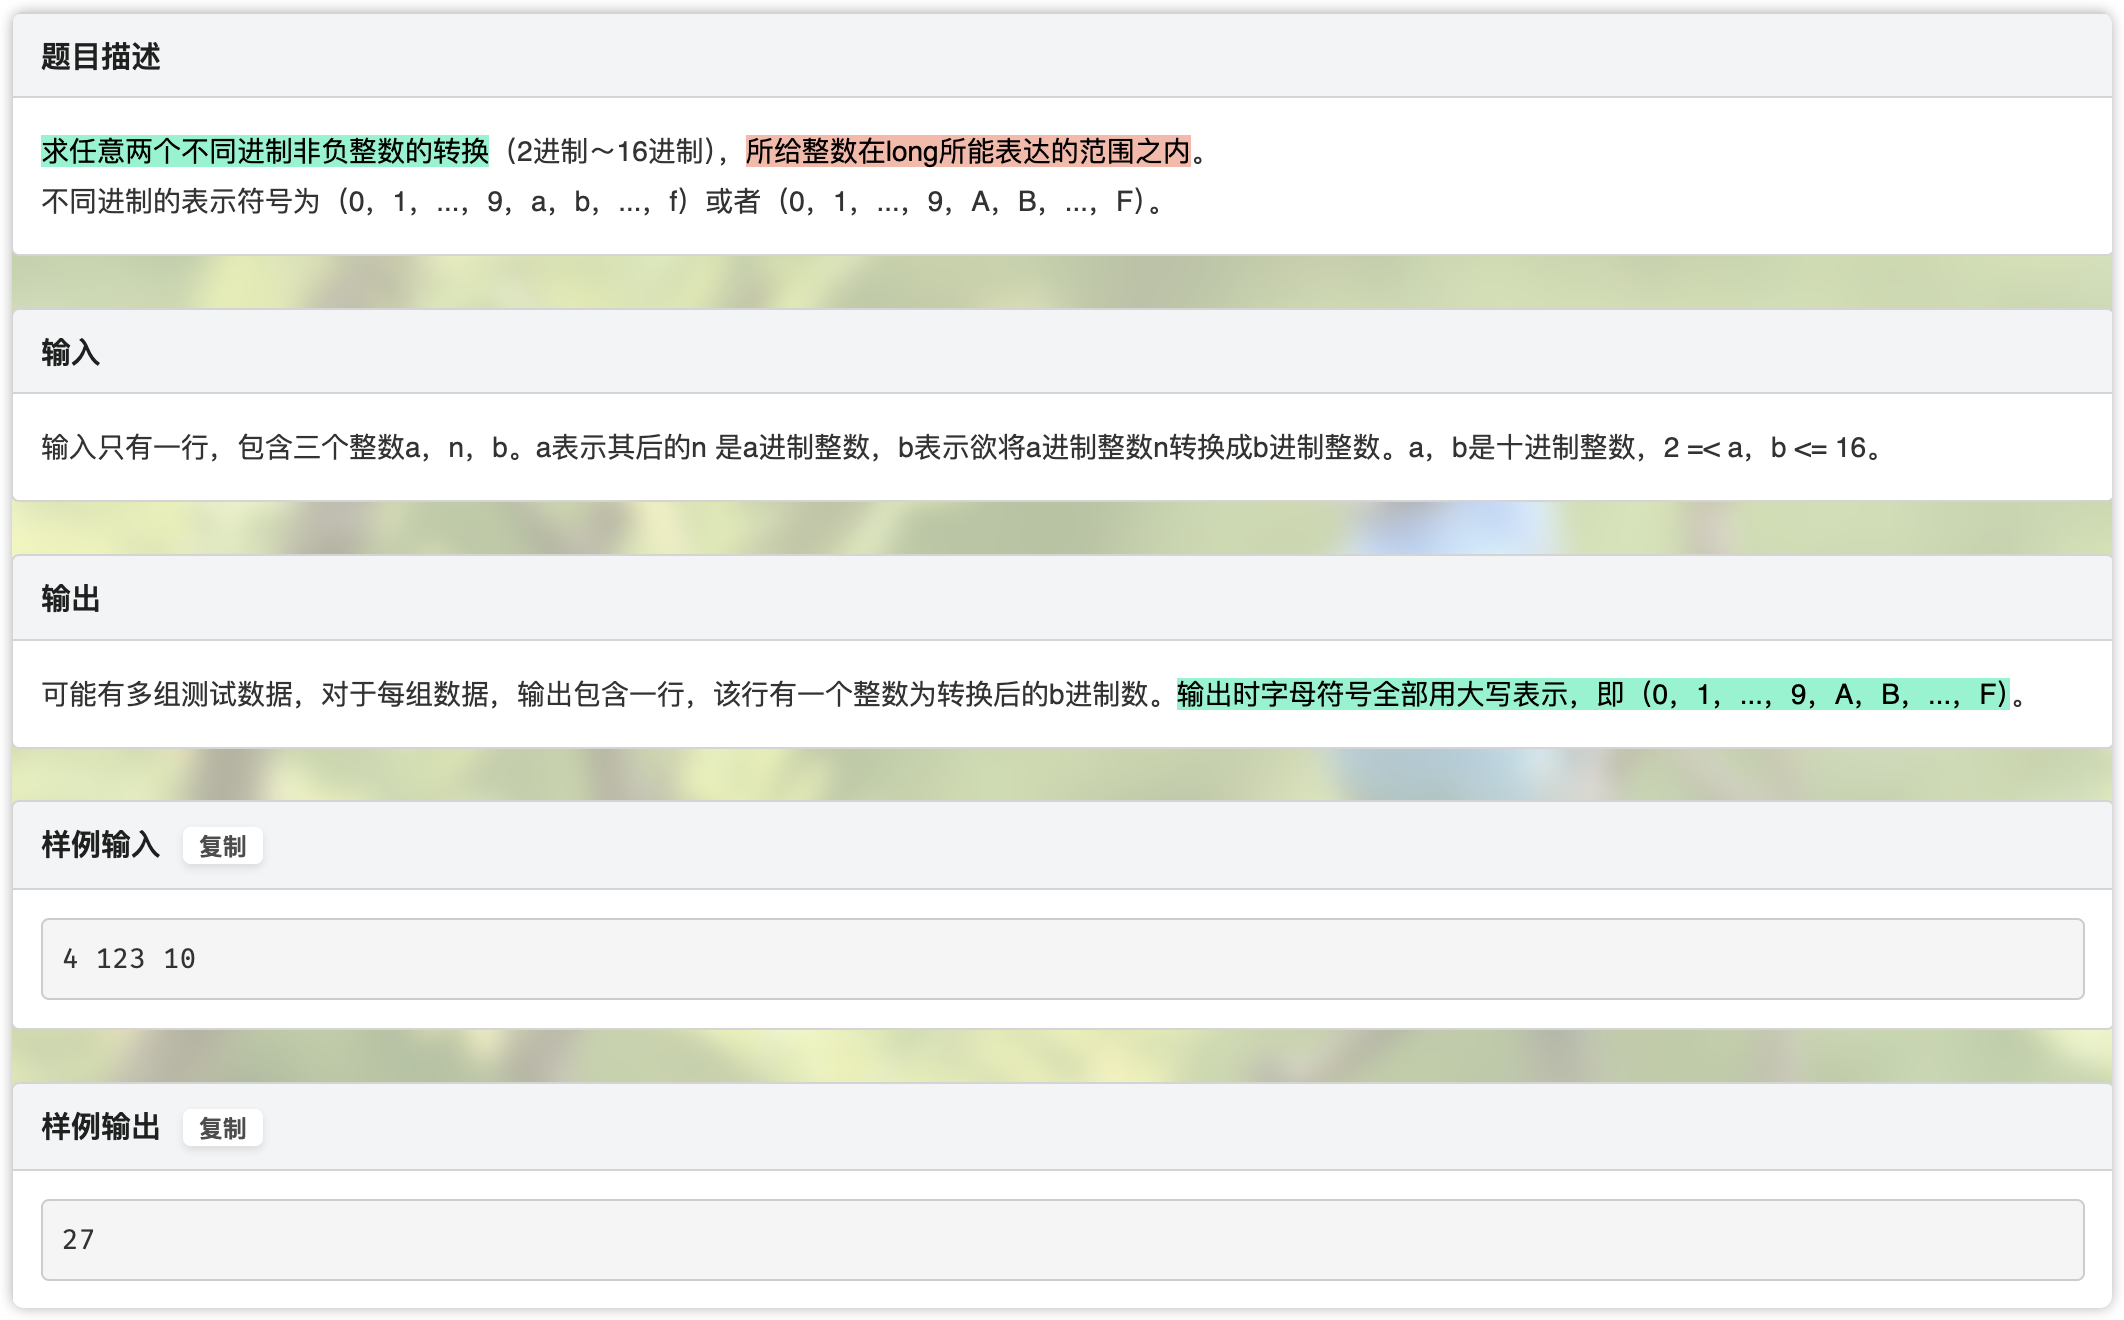 题目描述
求任意两个不同进制非负整数的转换（2进制～16进制），所给整数在long所能表达的范围之内。
不同进制的表示符号为（0，1，...，9，a，b，...，f）或者（0，1，...，9，A，B，...，F）。
输入
输入只有一行，包含三个整数a，n，b。a表示其后的n 是a进制整数，b表示欲将a进制整数n转换成b进制整数。a，b是十进制整数，2 =< a，b <= 16。
输出
可能有多组测试数据，对于每组数据，输出包含一行，该行有一个整数为转换后的b进制数。输出时字母符号全部用大写表示，即（0，1，...，9，A，B，...，F）。
样例输入 复制
4 123 10
样例输出 复制
27